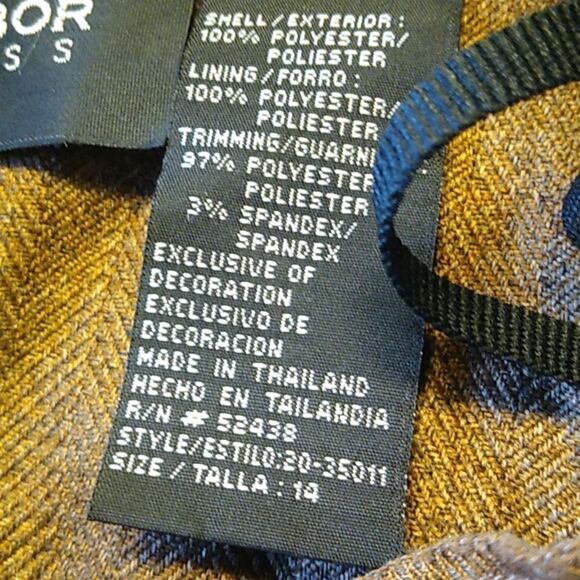 BOR
S S
SHELL/EXTERIOR:
100% POLYESTER/
POLIESTER
LINING/FORRO:
100% POLYESTER/
POLIESTER
TRIMMING/GUARNI
97% POLYESTER
POLIESTER
3% SPANDEX/
SPANDEX
EXCLUSIVE OF
DECORATION
EXCLUSIVO DE
DECORACION
MADE IN THAILAND
HECHO EN TAILANDIA
R/N # 52438
STYLE/ESTILO:20-35011
SIZE / TALLA : 14